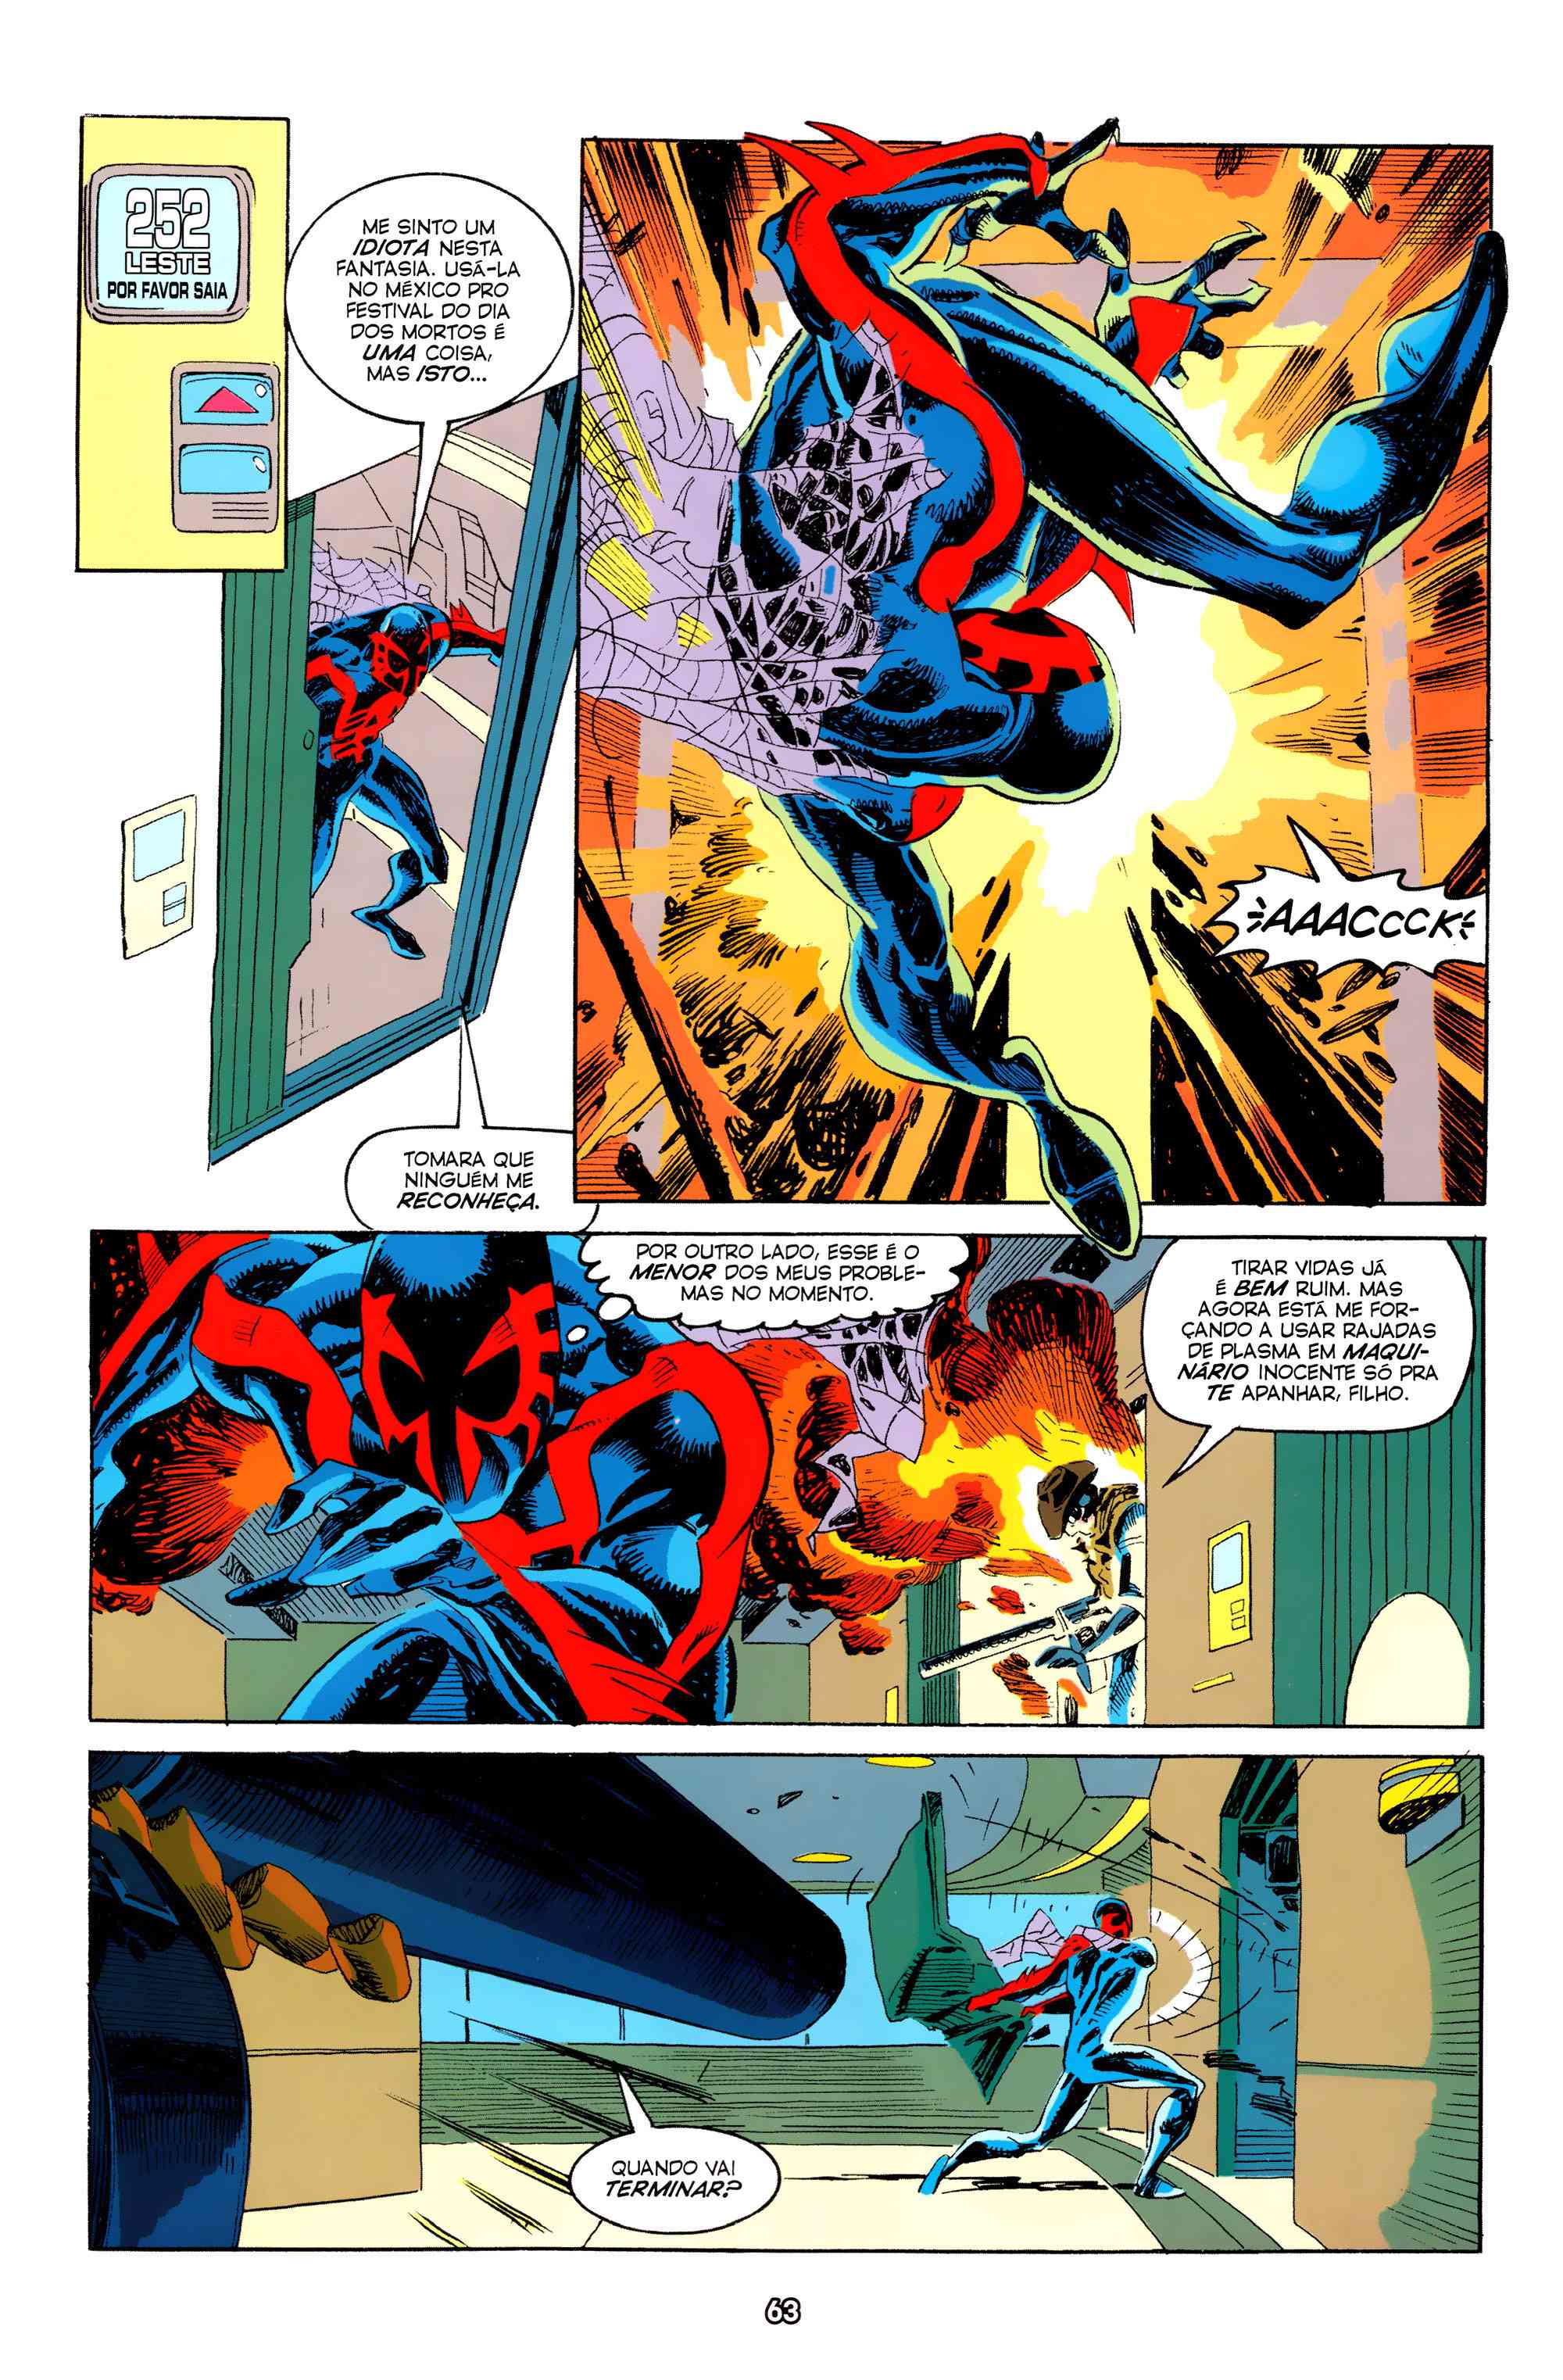 252
LESTE
POR FAVOR SAIA
ME SINTO UM
IDIOTA NESTA
FANTASIA. USÁ-LA
NO MÉXICO PRO
FESTIVAL DO DIA
DOS MORTOS É
UMA COISA,
MAS ISTO...
TOMARA QUE
NINGUÉM ME
RECONHEÇA.
AAACCCK
POR OUTRO LADO, ESSE É O
MENOR DOS MEUS PROBLE-
MAS NO MOMENTO.
TIRAR VIDAS JÁ
É BEM RUIM. MAS
AGORA ESTÁ ME FOR-
ÇANDO A USAR RAJADAS
DE PLASMA EM MAQUI-
NÁRIO INOCENTE SÓ PRA
TE APANHAR, FILHO.
QUANDO VAI
TERMINAR?
63